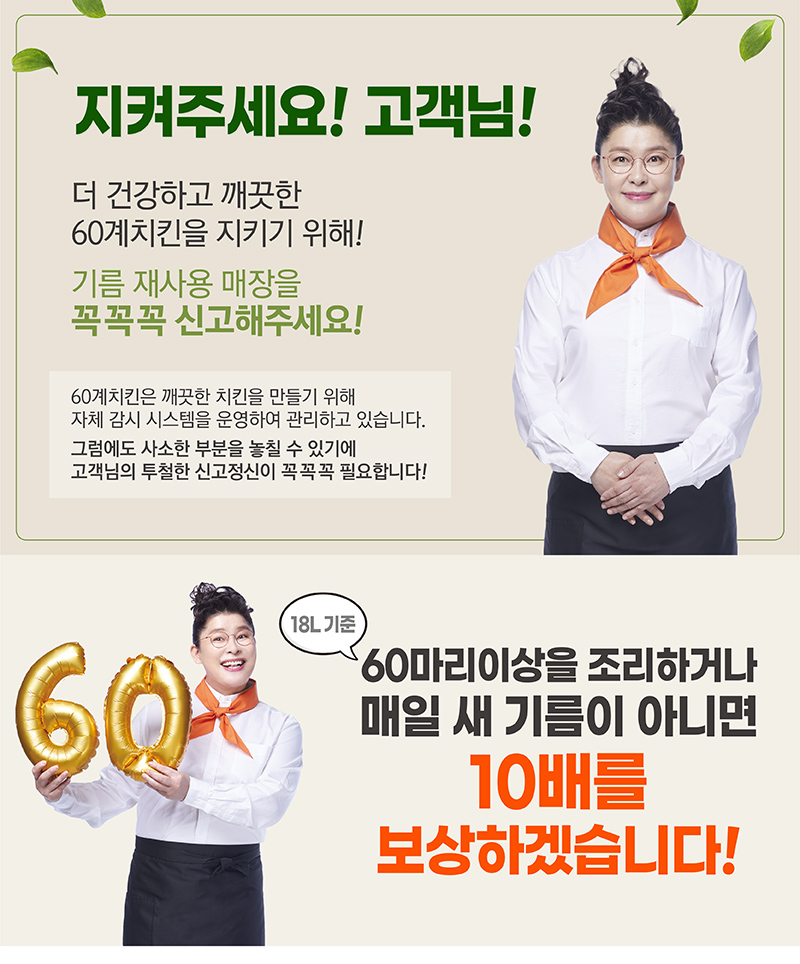 지켜주세요! 고객님!
더 건강하고 깨끗한
60계치킨을 지키기 위해!
기름 재사용 매장을
꼭꼭꼭 신고해주세요!
60계치킨은 깨끗한 치킨을 만들기 위해
자체 감시 시스템을 운영하여 관리하고 있습니다.
그럼에도 사소한 부분을 놓칠 수 있기에
고객님의 투철한 신고정신이 꼭꼭꼭 필요합니다!
60
18L 기준
60마리이상을 조리하거나
매일 새 기름이 아니면
10배를
보상하겠습니다!